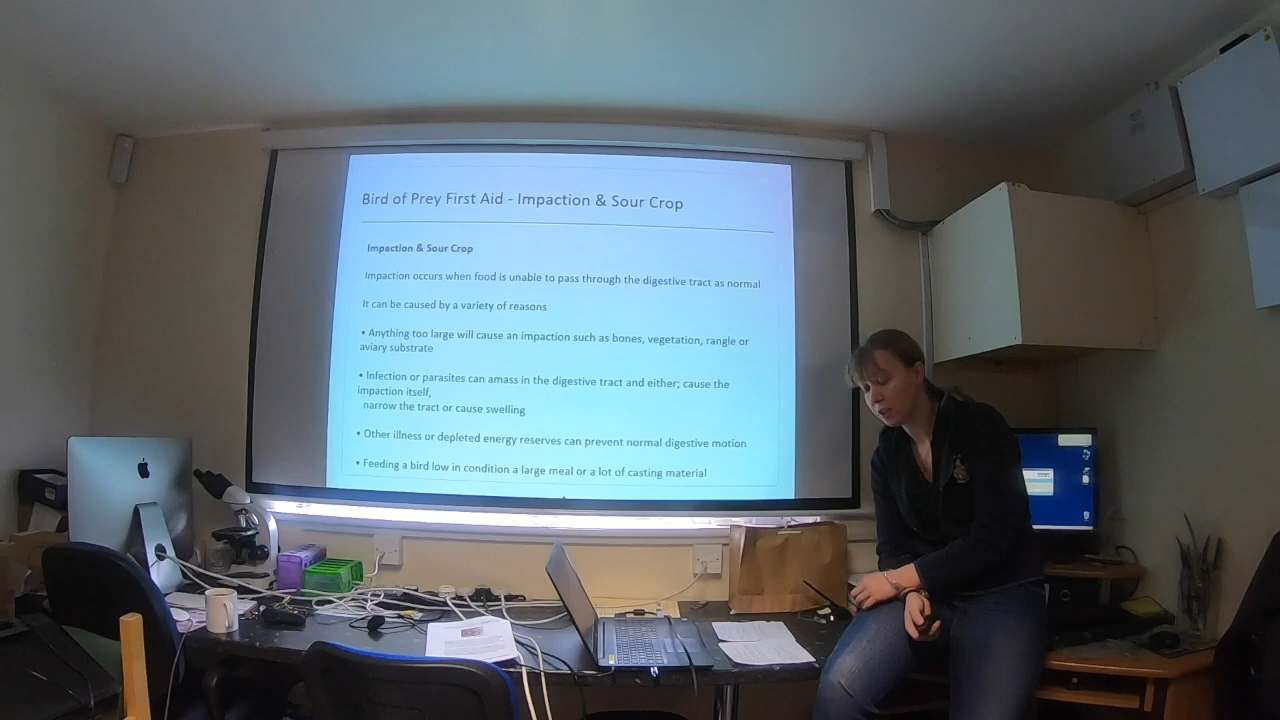 Bird of Prey First Aid - Impaction & Sour Crop
Impaction & Sour Crop
Impaction occurs when food is unable to pass through the digestive tract as normal
It can be caused by a variety of reasons
• Anything too large will cause an impaction such as bones, vegetation, rangle or
aviary substrate
• Infection or parasites can amass in the digestive tract and either; cause the
impaction itself,
narrow the tract or cause swelling
• Other illness or depleted energy reserves can prevent normal digestive motion
• Feeding a bird low in condition a large meal or a lot of casting material